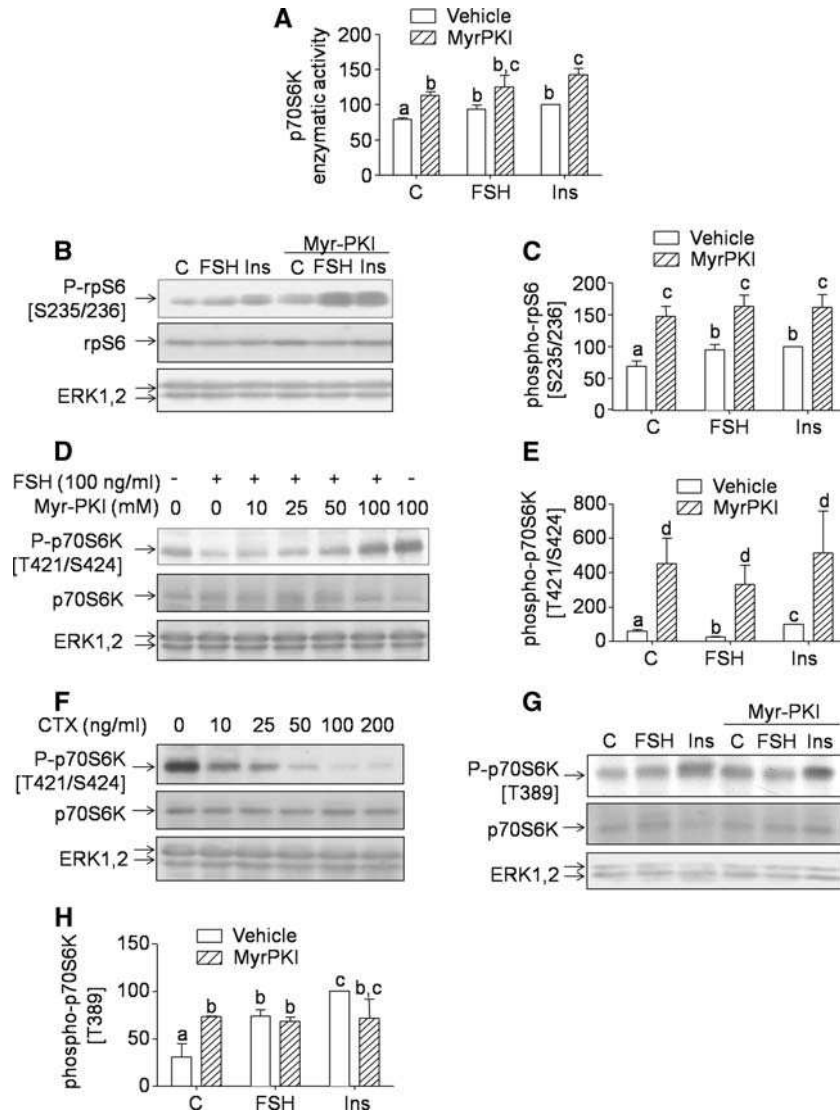 A
Vehicle
MyrPKI
p70S6K
enzymatic activity
200
150
100
50
0
a
b
b
b,c
b
c
C FSH Ins
B
Myr-PKI
C FSH Ins C FSH Ins
P-rpS6
[S235/236]
rpS6
ERK1,2
C
Vehicle
MyrPKI
phospho-rpS6
[S235/236]
200
150
100
50
0
a
c
b
c
b
c
C FSH Ins
D
FSH (100 ng/ml) - + + + + + -
Myr-PKI (mM) 0 0 10 25 50 100 100
P-p70S6K
[T421/S424]
p70S6K
ERK1,2
E
Vehicle
MyrPKI
phospho-p70S6K
[T421/S424]
800
600
400
200
0
a
d
b
d
c
d
C FSH Ins
F
CTX (ng/ml) 0 10 25 50 100 200
P-p70S6K
[T421/S424]
p70S6K
ERK1,2
G
Myr-PKI
C FSH Ins C FSH Ins
P-p70S6K
[T389]
p70S6K
ERK1,2
H
Vehicle
MyrPKI
phospho-p70S6K
[T389]
150
100
50
0
a
b
b
b
c
b,c
C FSH Ins